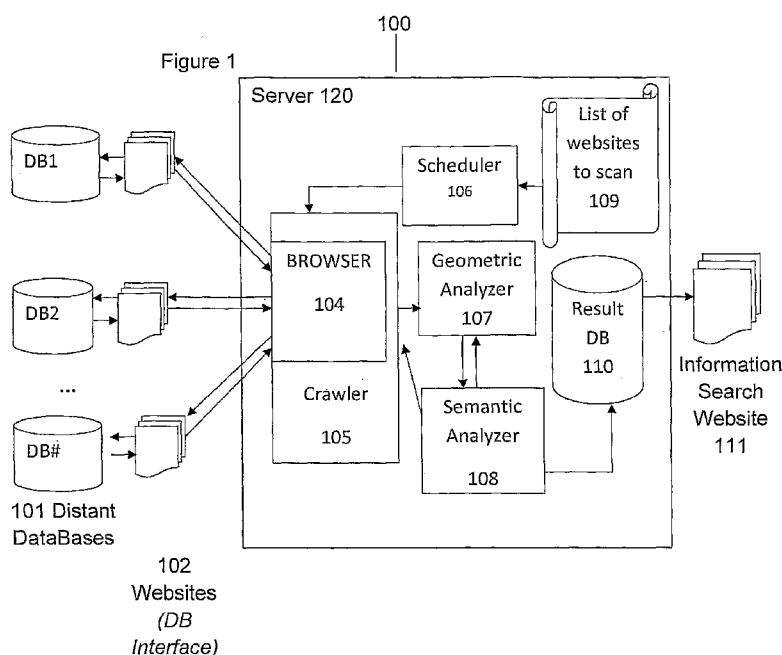 100
Figure 1
Server 120
List of
websites
to scan
109
Scheduler
106
DB1
BROWSER
104
Geometric
Analyzer
107
DB2
Result
DB
110
...
Crawler
105
Semantic
Analyzer
108
Information
Search
Website
111
DB#
101 Distant
DataBases
102
Websites
(DB
Interface)